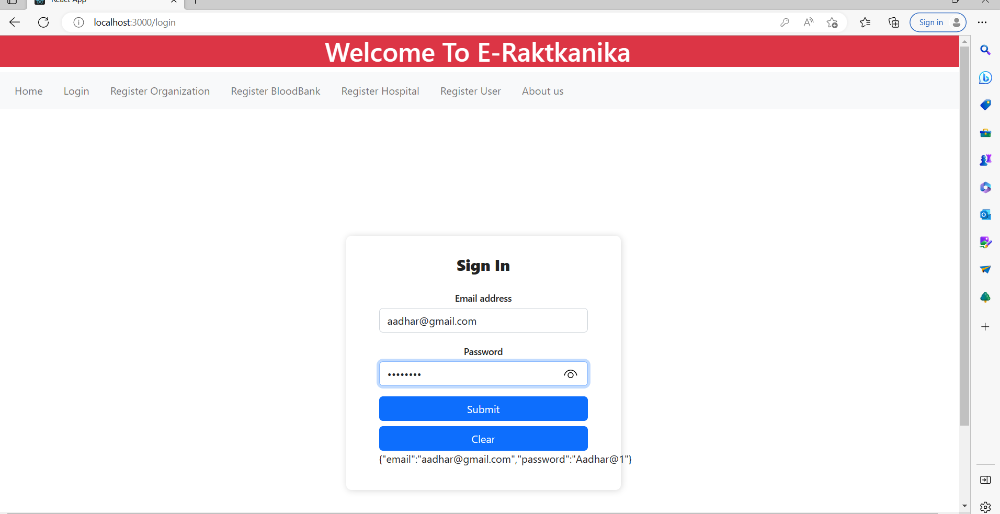 React App
localhost:3000/login
Sign in
Welcome To E-Raktkanika
Home Login Register Organization Register BloodBank Register Hospital Register User About us
Sign In
Email address
aadhar@gmail.com
Password
••••••••
Submit
Clear
{"email":"aadhar@gmail.com","password":"Aadhar@1"}